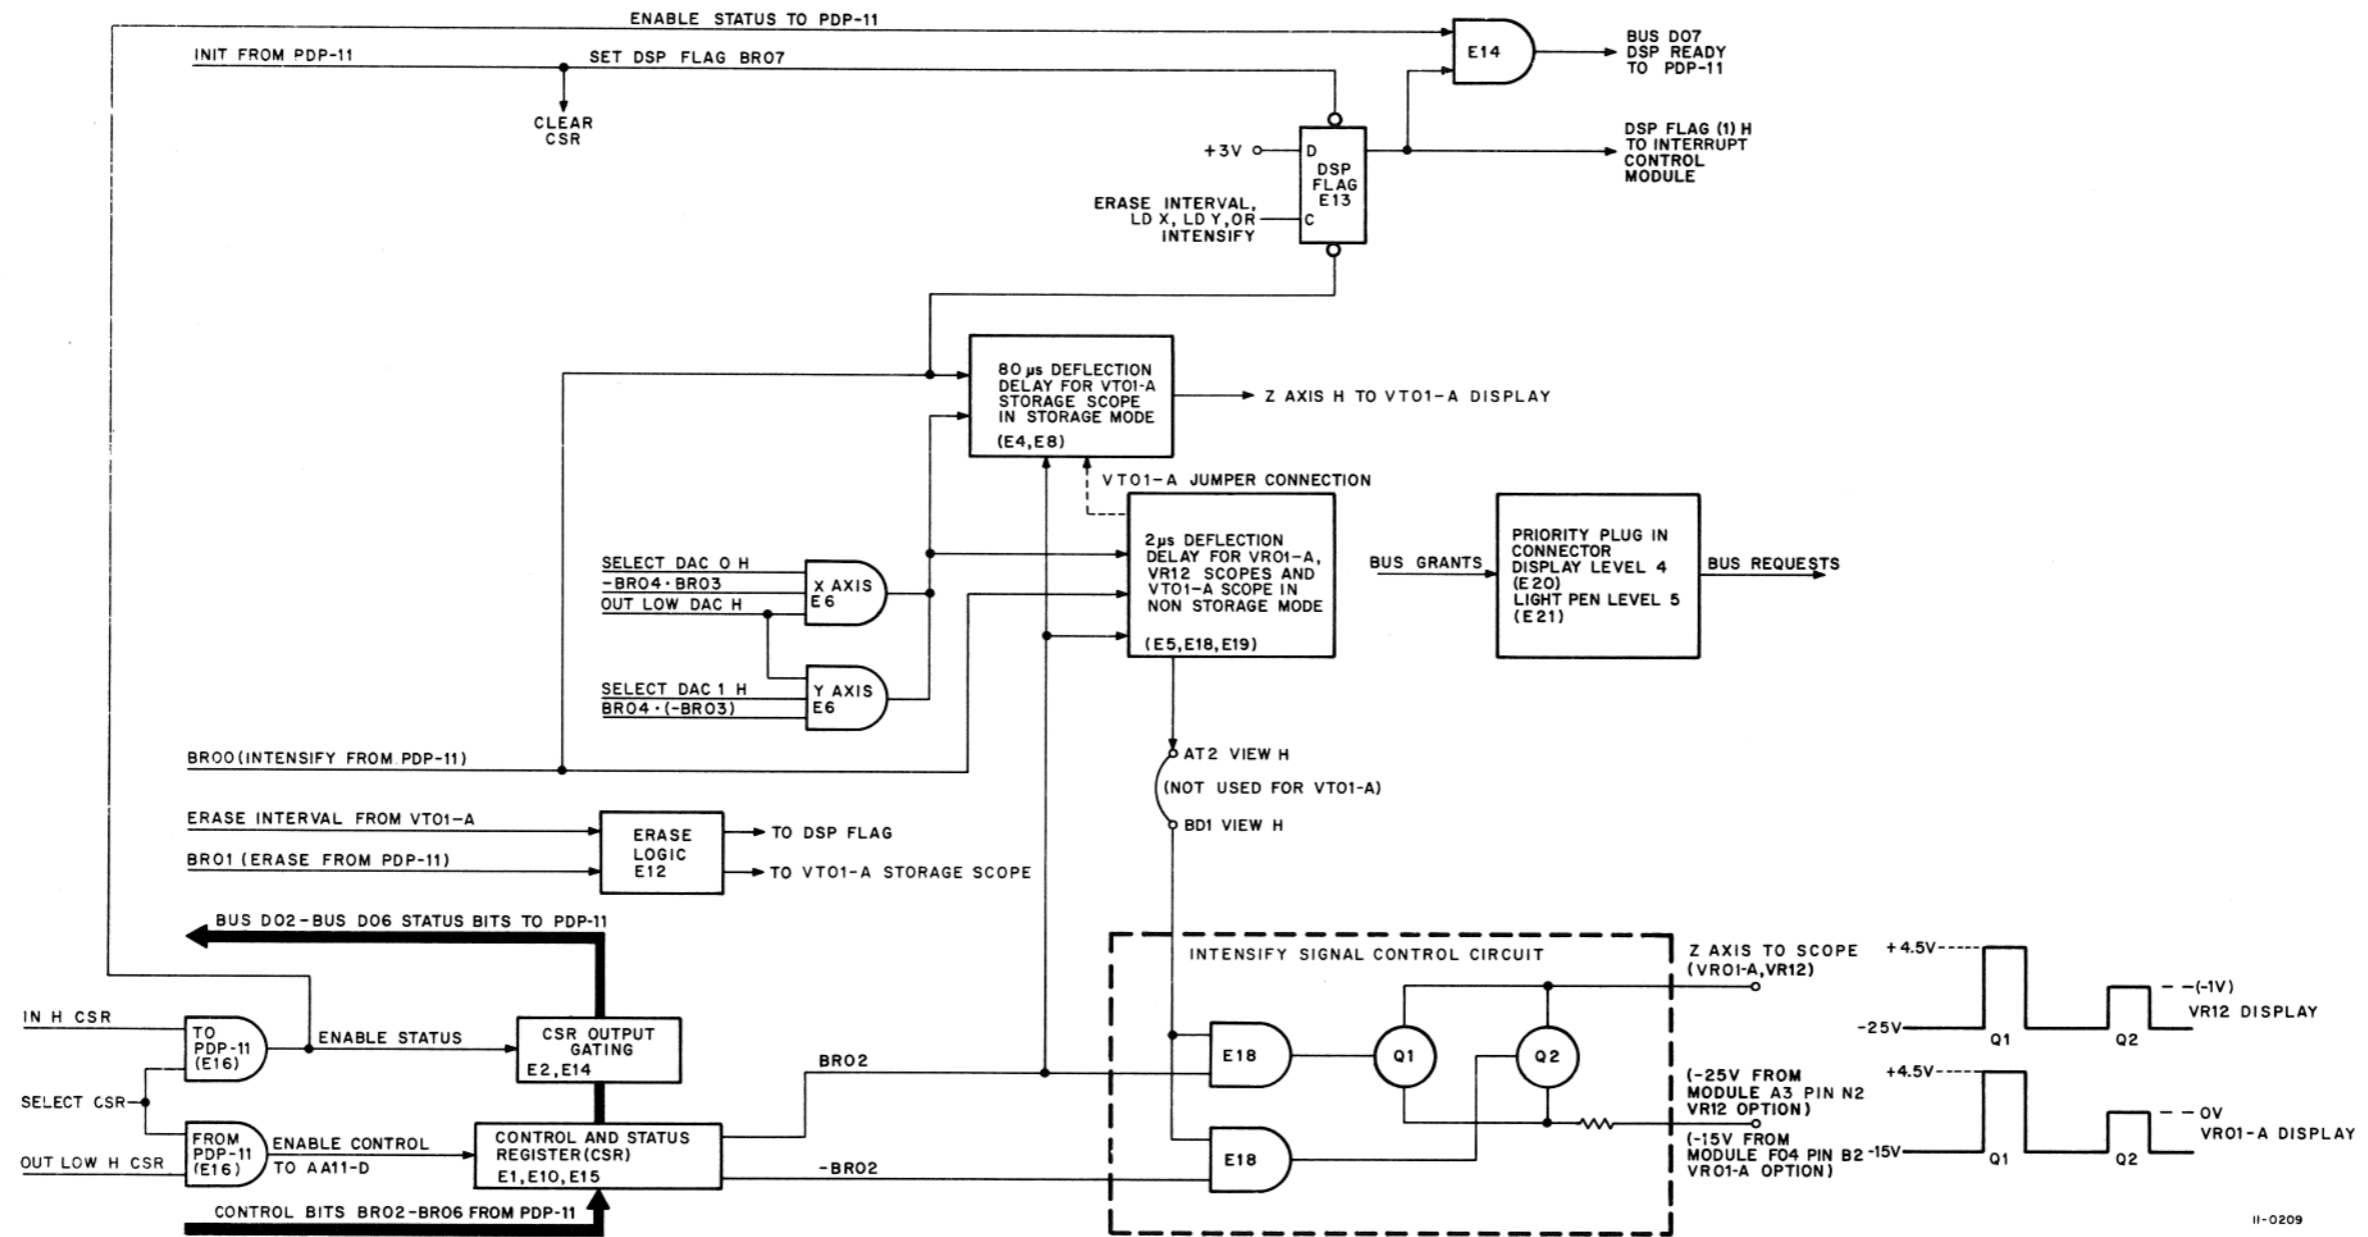 ENABLE STATUS TO PDP-11
INIT FROM PDP-11
SET DSP FLAG BR07
CLEAR
CSR
E14
BUS D07
DSP READY
TO PDP-11
+3V
D
DSP
FLAG
E13
C
DSP FLAG (1) H
TO INTERRUPT
CONTROL
MODULE
ERASE INTERVAL,
LD X, LD Y, OR
INTENSIFY
80 µs DEFLECTION
DELAY FOR VT01-A
STORAGE SCOPE
IN STORAGE MODE
(E4,E8)
Z AXIS H TO VT01-A DISPLAY
VT01-A JUMPER CONNECTION
2µs DEFLECTION
DELAY FOR VR01-A,
VR12 SCOPES AND
VT01-A SCOPE IN
NON STORAGE MODE
(E5,E18,E19)
BUS GRANTS
PRIORITY PLUG IN
CONNECTOR
DISPLAY LEVEL 4
(E20)
LIGHT PEN LEVEL 5
(E21)
BUS REQUESTS
SELECT DAC 0 H
-BR04·BR03
OUT LOW DAC H
X AXIS
E6
SELECT DAC 1 H
BR04·(-BR03)
Y AXIS
E6
BR00(INTENSIFY FROM PDP-11)
AT2 VIEW H
(NOT USED FOR VT01-A)
BD1 VIEW H
ERASE INTERVAL FROM VT01-A
BR01 (ERASE FROM PDP-11)
ERASE
LOGIC
E12
TO DSP FLAG
TO VT01-A STORAGE SCOPE
BUS D02-BUS D06 STATUS BITS TO PDP-11
IN H CSR
TO
PDP-11
(E16)
ENABLE STATUS
CSR OUTPUT
GATING
E2,E14
SELECT CSR
OUT LOW H CSR
FROM
PDP-11
(E16)
ENABLE CONTROL
TO AA11-D
CONTROL AND STATUS
REGISTER(CSR)
E1,E10,E15
CONTROL BITS BR02-BR06 FROM PDP-11
BR02
-BR02
INTENSIFY SIGNAL CONTROL CIRCUIT
E18
E18
Q1
Q2
Z AXIS TO SCOPE
(VR01-A,VR12)
(-25V FROM
MODULE A3 PIN N2
VR12 OPTION)
(-15V FROM
MODULE F04 PIN B2
VR01-A OPTION)
+4.5V
(-1V)
VR12 DISPLAY
-25V
Q1
Q2
+4.5V
0V
VR01-A DISPLAY
-15V
Q1
Q2
11-0209